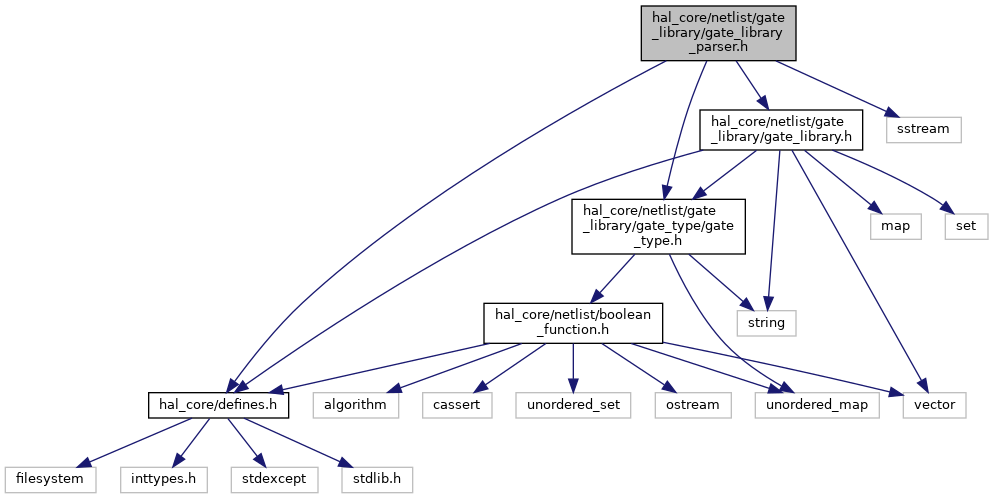 hal_core/netlist/gate
_library/gate_library
_parser.h
hal_core/netlist/gate
_library/gate_library.h
sstream
hal_core/netlist/gate
_library/gate_type/gate
_type.h
map
set
hal_core/netlist/boolean
_function.h
string
hal_core/defines.h
algorithm
cassert
unordered_set
ostream
unordered_map
vector
filesystem
inttypes.h
stdexcept
stdlib.h